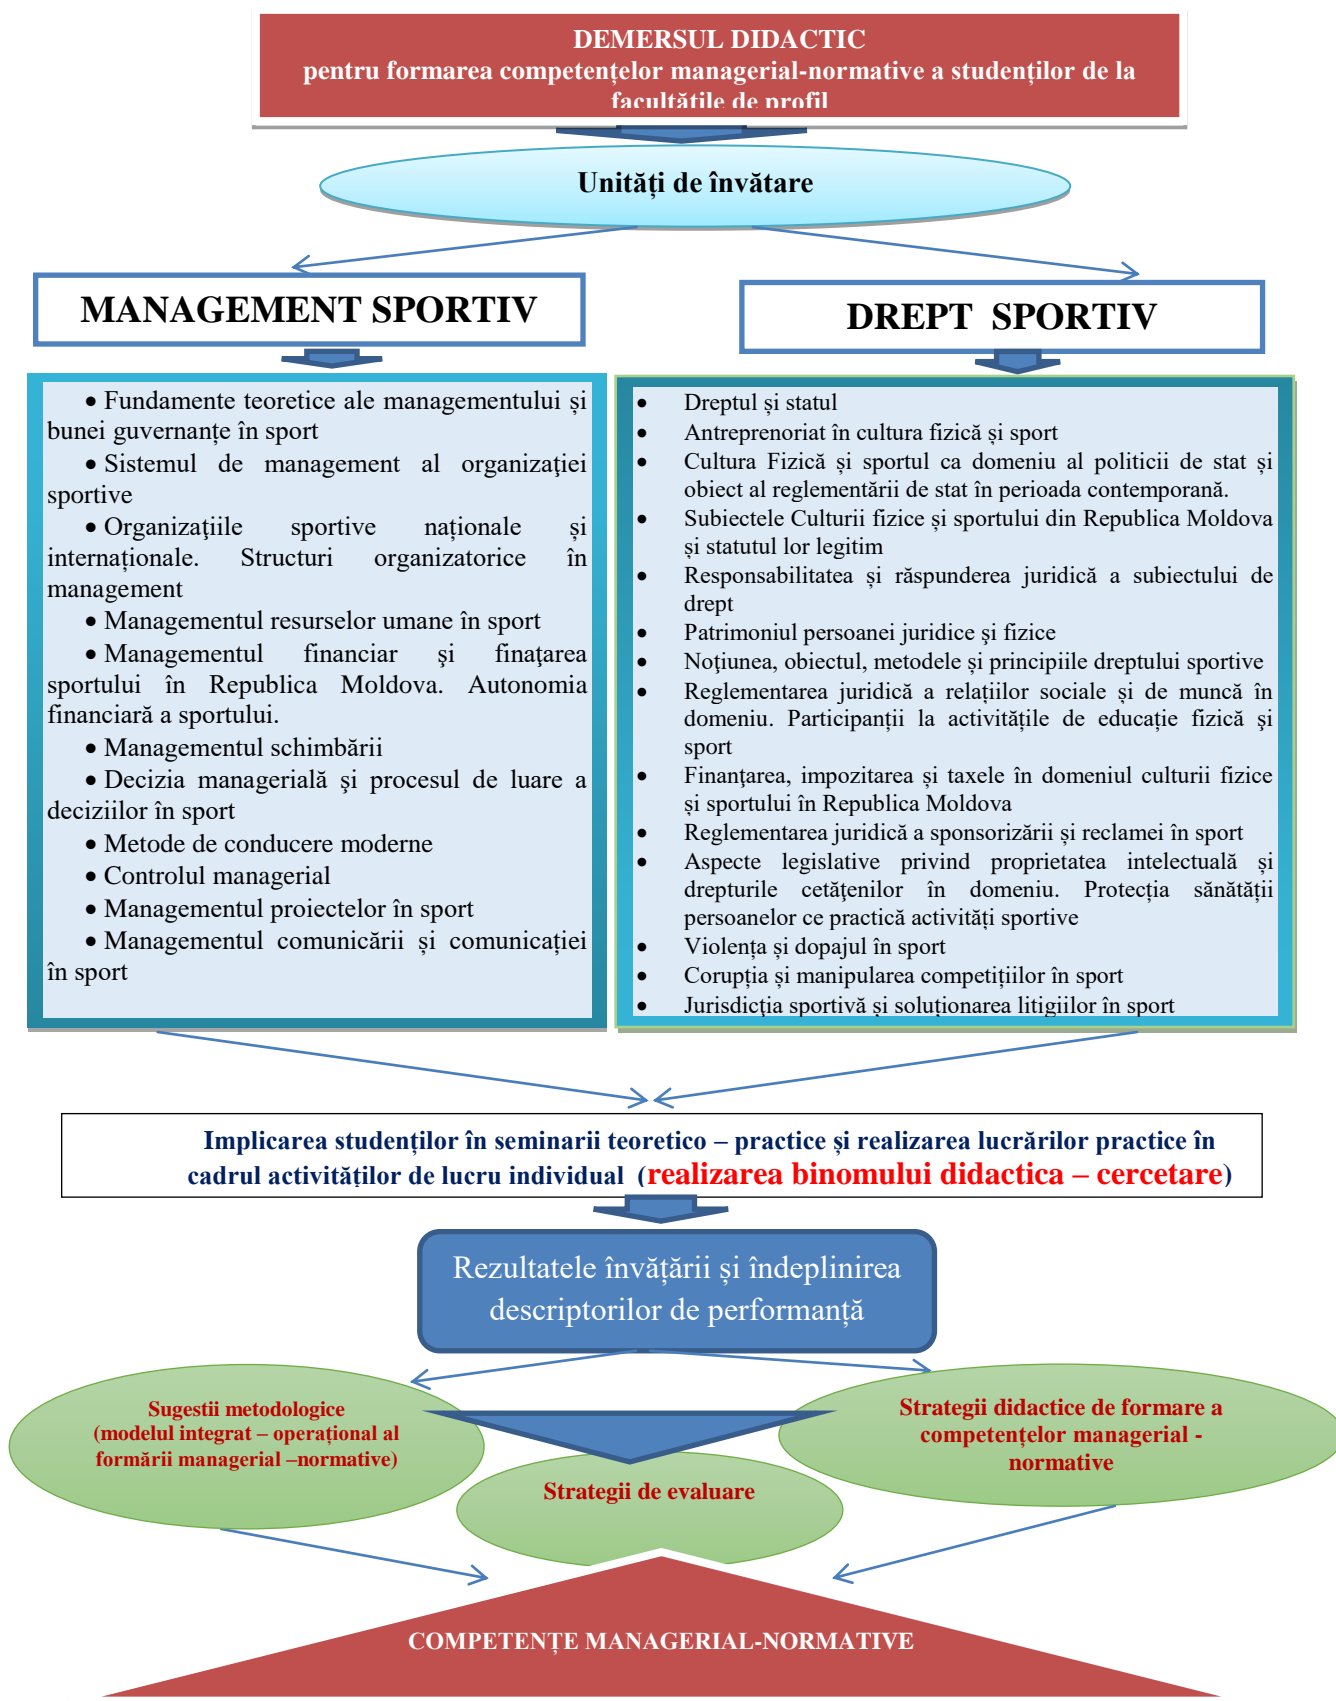 DEMERSUL DIDACTIC
pentru formarea competențelor managerial-normative a studenților de la
facultățile de profil
Unități de învătare
MANAGEMENT SPORTIV
• Fundamente teoretice ale managementului și
bunei guvernanțe în sport
• Sistemul de management al organizaţiei
sportive
• Organizaţiile sportive naționale și
internaționale. Structuri organizatorice în
management
• Managementul resurselor umane în sport
• Managementul financiar şi finaţarea
sportului în Republica Moldova. Autonomia
financiară a sportului.
• Managementul schimbării
• Decizia managerială şi procesul de luare a
deciziilor în sport
• Metode de conducere moderne
• Controlul managerial
• Managementul proiectelor în sport
• Managementul comunicării și comunicației
în sport
DREPT SPORTIV
• Dreptul și statul
• Antreprenoriat în cultura fizică și sport
• Cultura Fizică și sportul ca domeniu al politicii de stat și
obiect al reglementării de stat în perioada contemporană.
• Subiectele Culturii fizice și sportului din Republica Moldova
și statutul lor legitim
• Responsabilitatea și răspunderea juridică a subiectului de
drept
• Patrimoniul persoanei juridice şi fizice
• Noţiunea, obiectul, metodele și principiile dreptului sportive
• Reglementarea juridică a relațiilor sociale și de muncă în
domeniu. Participanții la activitățile de educație fizică şi
sport
• Finanţarea, impozitarea și taxele în domeniul culturii fizice
și sportului în Republica Moldova
• Reglementarea juridică a sponsorizării și reclamei în sport
• Aspecte legislative privind proprietatea intelectuală și
drepturile cetăţenilor în domeniu. Protecția sănătății
persoanelor ce practică activități sportive
• Violența și dopajul în sport
• Corupția și manipularea competițiilor în sport
• Jurisdicţia sportivă și soluționarea litigiilor în sport
Implicarea studenților în seminarii teoretico – practice și realizarea lucrărilor practice în
cadrul activităților de lucru individual (realizarea binomului didactica – cercetare)
Rezultatele învățării și îndeplinirea
descriptorilor de performanță
Sugestii metodologice
(modelul integrat – operațional al
formării managerial –normative)
Strategii de evaluare
Strategii didactice de formare a
competențelor managerial -
normative
COMPETENȚE MANAGERIAL-NORMATIVE